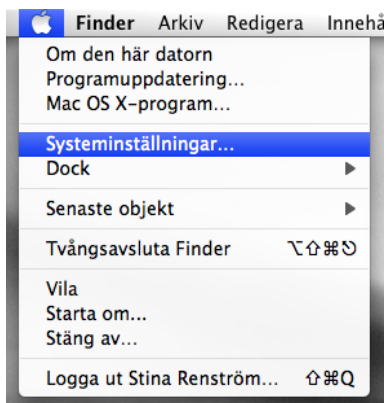 Finder Arkiv Redigera Innehå
Om den här datorn
Programuppdatering...
Mac OS X-program...
Systeminställningar...
Dock ▶
Senaste objekt ▶
Tvångsavsluta Finder ⌥⇧⌘⎋
Vila
Starta om...
Stäng av...
Logga ut Stina Renström... ⇧⌘Q